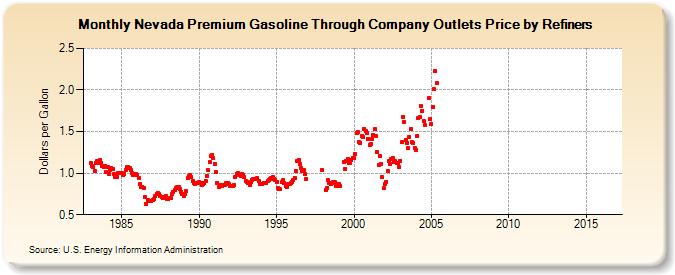 Monthly Nevada Premium Gasoline Through Company Outlets Price by Refiners
Dollars per Gallon
2.5
2.0
1.5
1.0
0.5
1985 1990 1995 2000 2005 2010 2015
Source: U.S. Energy Information Administration